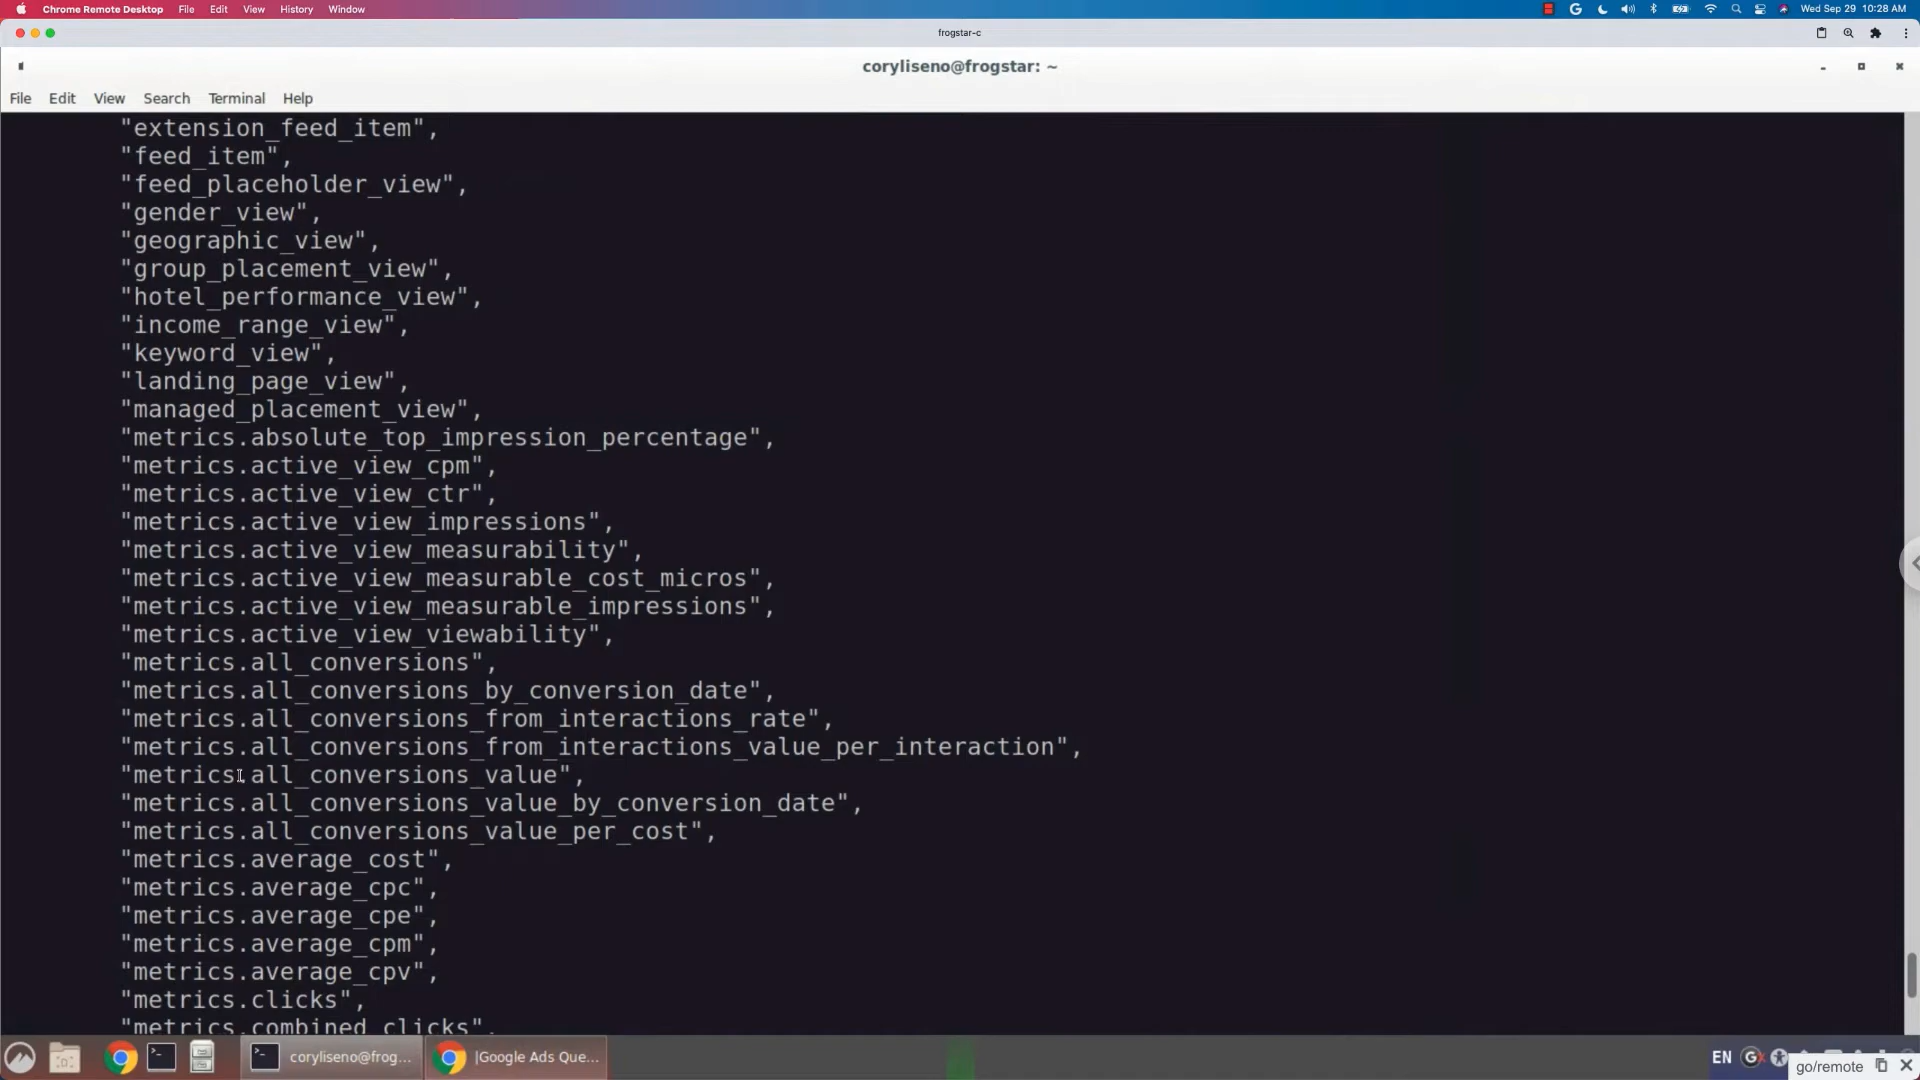 Chrome Remote Desktop File Edit View History Window Wed Sep 29 10:28 AM
frogstar-c
coryliseno@frogstar: ~
File Edit View Search Terminal Help
"extension_feed_item",
"feed_item",
"feed_placeholder_view",
"gender_view",
"geographic_view",
"group_placement_view",
"hotel_performance_view",
"income_range_view",
"keyword_view",
"landing_page_view",
"managed_placement_view",
"metrics.absolute_top_impression_percentage",
"metrics.active_view_cpm",
"metrics.active_view_ctr",
"metrics.active_view_impressions",
"metrics.active_view_measurability",
"metrics.active_view_measurable_cost_micros",
"metrics.active_view_measurable_impressions",
"metrics.active_view_viewability",
"metrics.all_conversions",
"metrics.all_conversions_by_conversion_date",
"metrics.all_conversions_from_interactions_rate",
"metrics.all_conversions_from_interactions_value_per_interaction",
"metrics.all_conversions_value",
"metrics.all_conversions_value_by_conversion_date",
"metrics.all_conversions_value_per_cost",
"metrics.average_cost",
"metrics.average_cpc",
"metrics.average_cpe",
"metrics.average_cpm",
"metrics.average_cpv",
"metrics.clicks",
"metrics.combined_clicks",
coryliseno@frog... |Google Ads Que... EN
go/remote